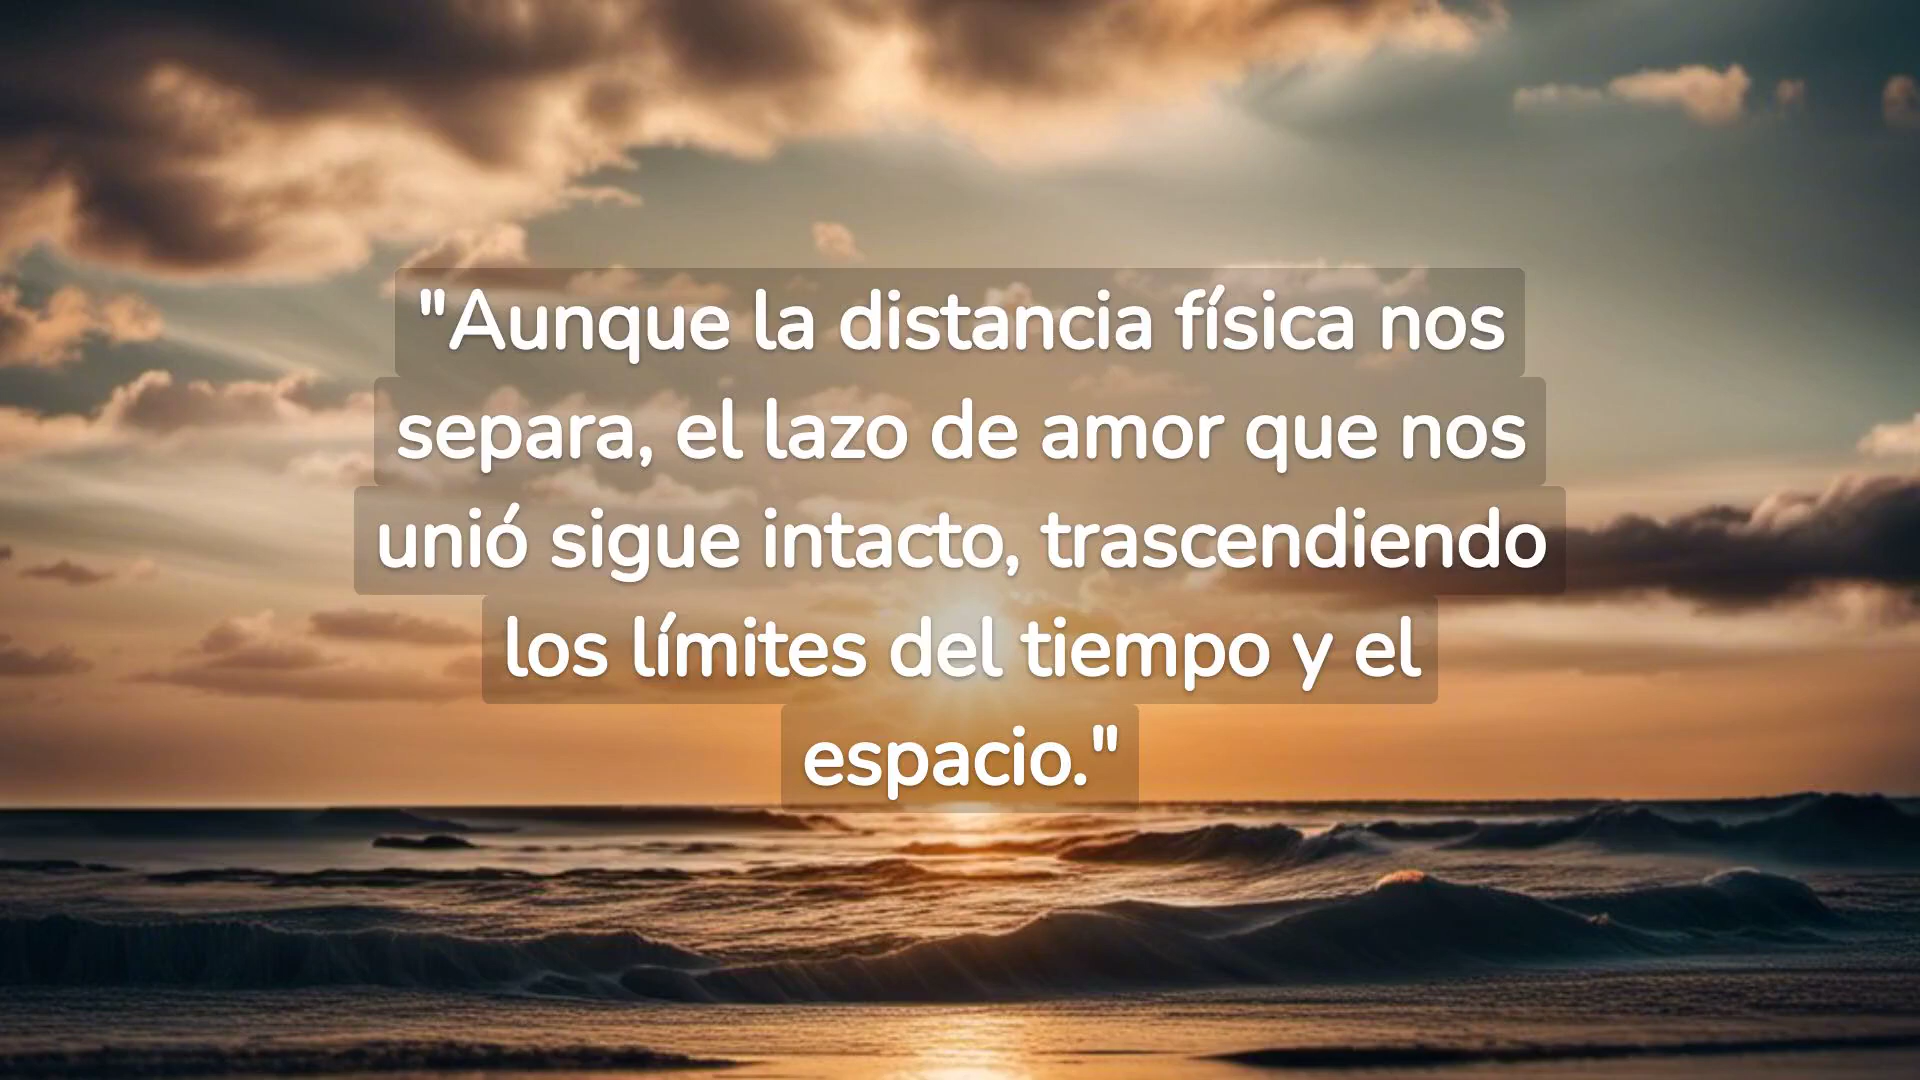 "Aunque la distancia física nos
separa, el lazo de amor que nos
unió sigue intacto, trascendiendo
los límites del tiempo y el
espacio."